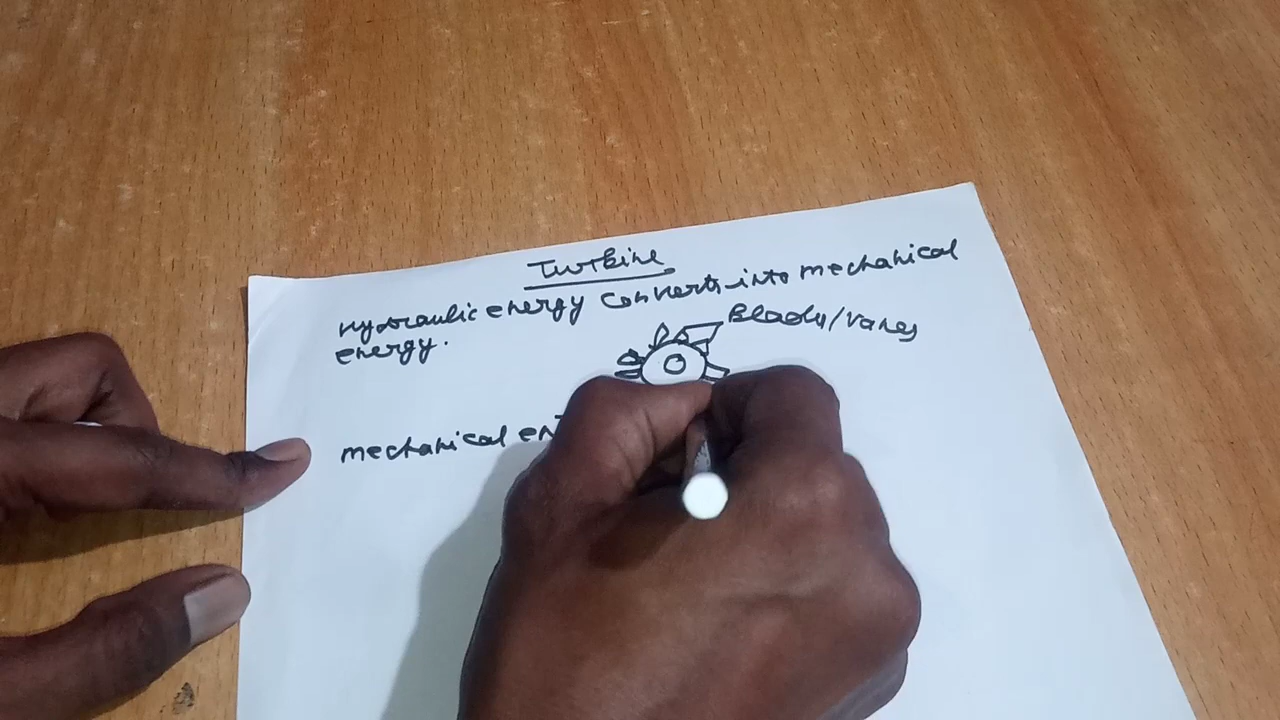 Turbine
Hydraulic energy converts into mechanical
energy.
Blades/vanes
mechanical en